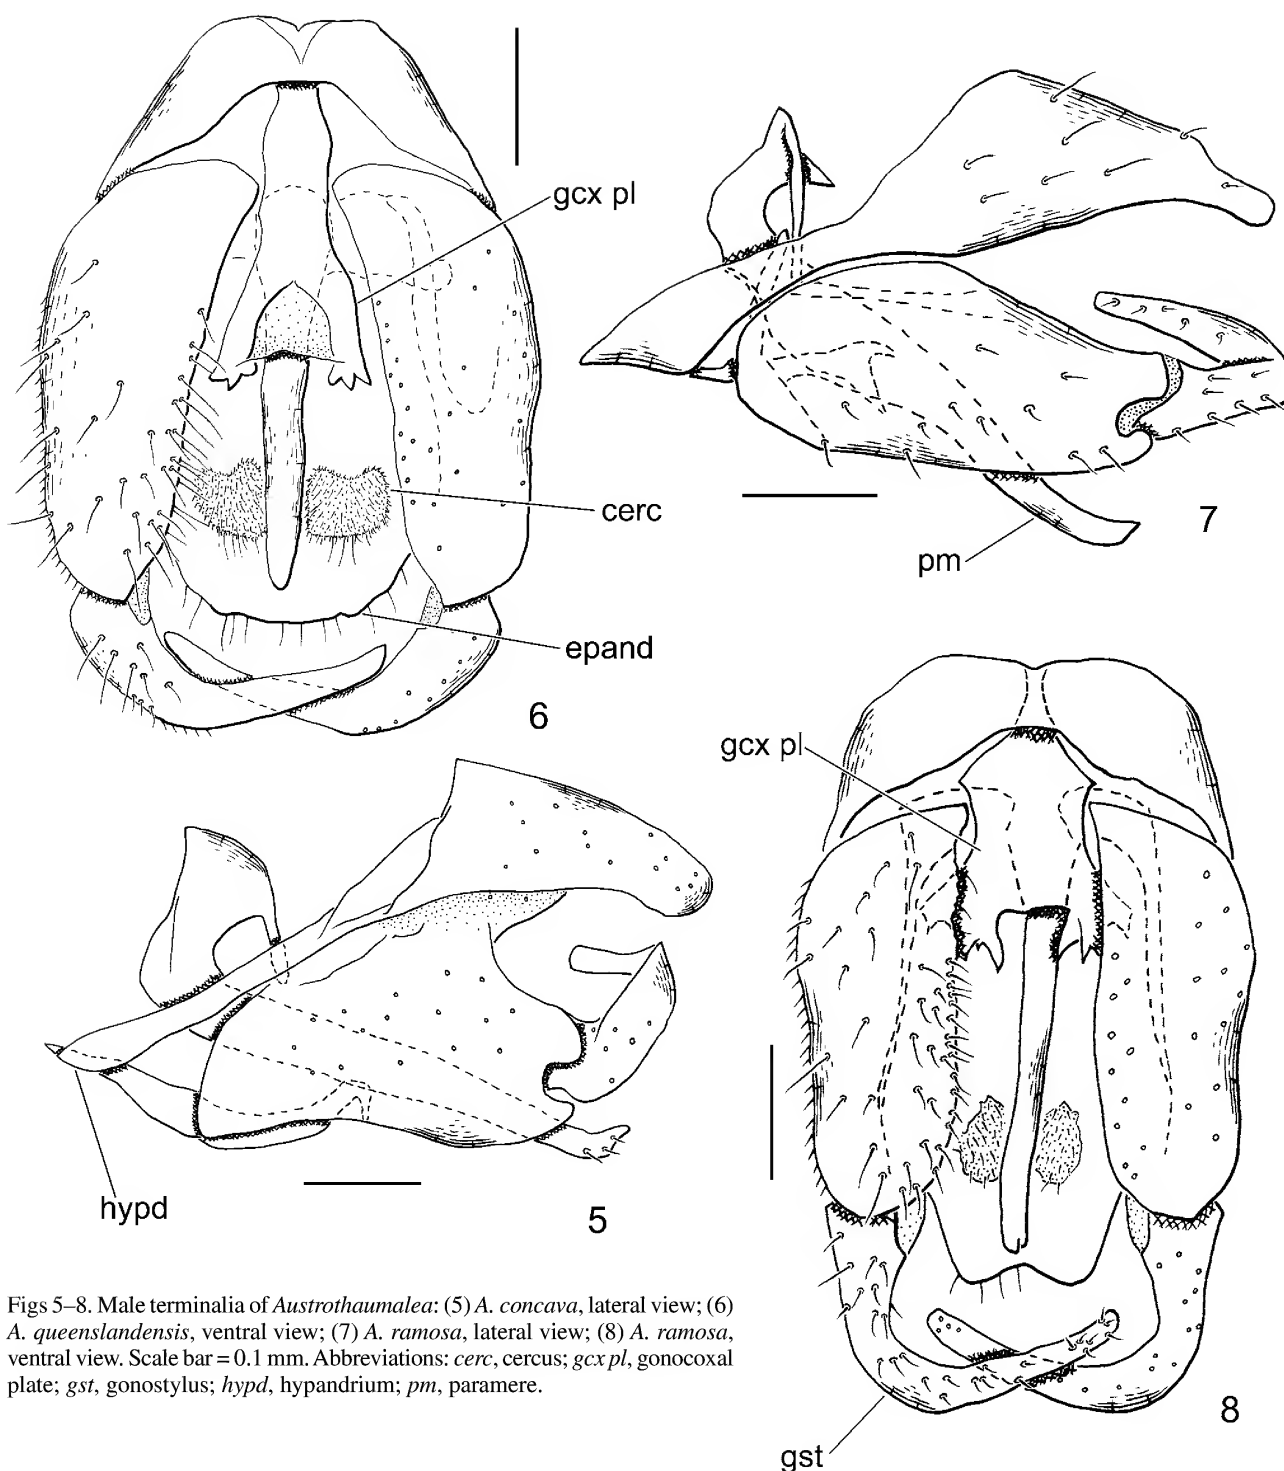 gcx pl
cerc
epand
6
pm
7
gcx pl
hypd
5
gst
8
Figs 5–8. Male terminalia of Austrothaumalea: (5) A. concava, lateral view; (6)
A. queenslandensis, ventral view; (7) A. ramosa, lateral view; (8) A. ramosa,
ventral view. Scale bar = 0.1 mm. Abbreviations: cerc, cercus; gcx pl, gonocoxal
plate; gst, gonostylus; hypd, hypandrium; pm, paramere.